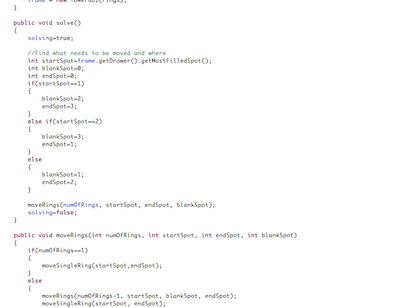 frame = new TowerGUI(rings);
}
public void solve()
{
solving=true;
//Find what needs to be moved and where
int startSpot=frame.getDrawer().getMostFilledSpot();
int blankSpot=0;
int endSpot=0;
if(startSpot==1)
{
blankSpot=2;
endSpot=3;
}
else if(startSpot==2)
{
blankSpot=3;
endSpot=1;
}
else
{
blankSpot=1;
endSpot=2;
}
moveRings(numOfRings, startSpot, endSpot, blankSpot);
solving=false;
}
public void moveRings(int numOfRings, int startSpot, int endSpot, int blankSpot)
{
if(numOfRings==1)
{
moveSingleRing(startSpot,endSpot);
}
else
{
moveRings(numOfRings-1, startSpot, blankSpot, endSpot);
moveSingleRing(startSpot, endSpot);